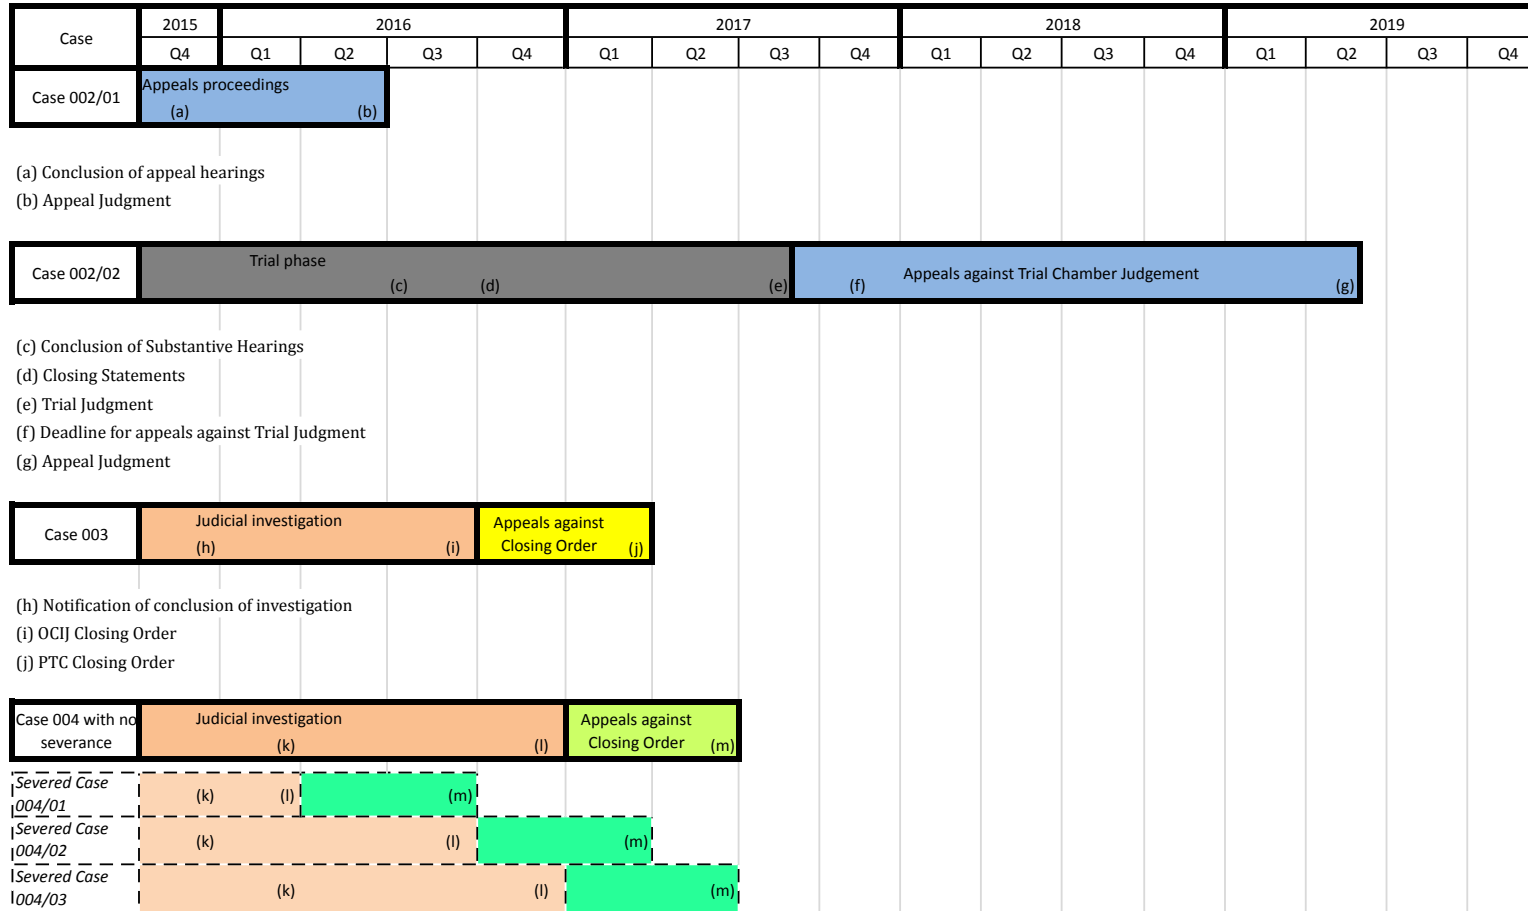 Case 2015 2016 2017 2018 2019
Q4 Q1 Q2 Q3 Q4 Q1 Q2 Q3 Q4 Q1 Q2 Q3 Q4 Q1 Q2 Q3 Q4
Case 002/01
Appeals proceedings
(a) (b)
(a) Conclusion of appeal hearings
(b) Appeal Judgment
Case 002/02
Trial phase
(c) (d) (e)
Appeals against Trial Chamber Judgement
(f) (g)
(c) Conclusion of Substantive Hearings
(d) Closing Statements
(e) Trial Judgment
(f) Deadline for appeals against Trial Judgment
(g) Appeal Judgment
Case 003
Judicial investigation
(h) (i)
Appeals against
Closing Order (j)
(h) Notification of conclusion of investigation
(i) OCIJ Closing Order
(j) PTC Closing Order
Case 004 with no
severance
Judicial investigation
(k) (l)
Appeals against
Closing Order (m)
Severed Case
004/01
(k) (l) (m)
Severed Case
004/02
(k) (l) (m)
Severed Case
004/03
(k) (l) (m)